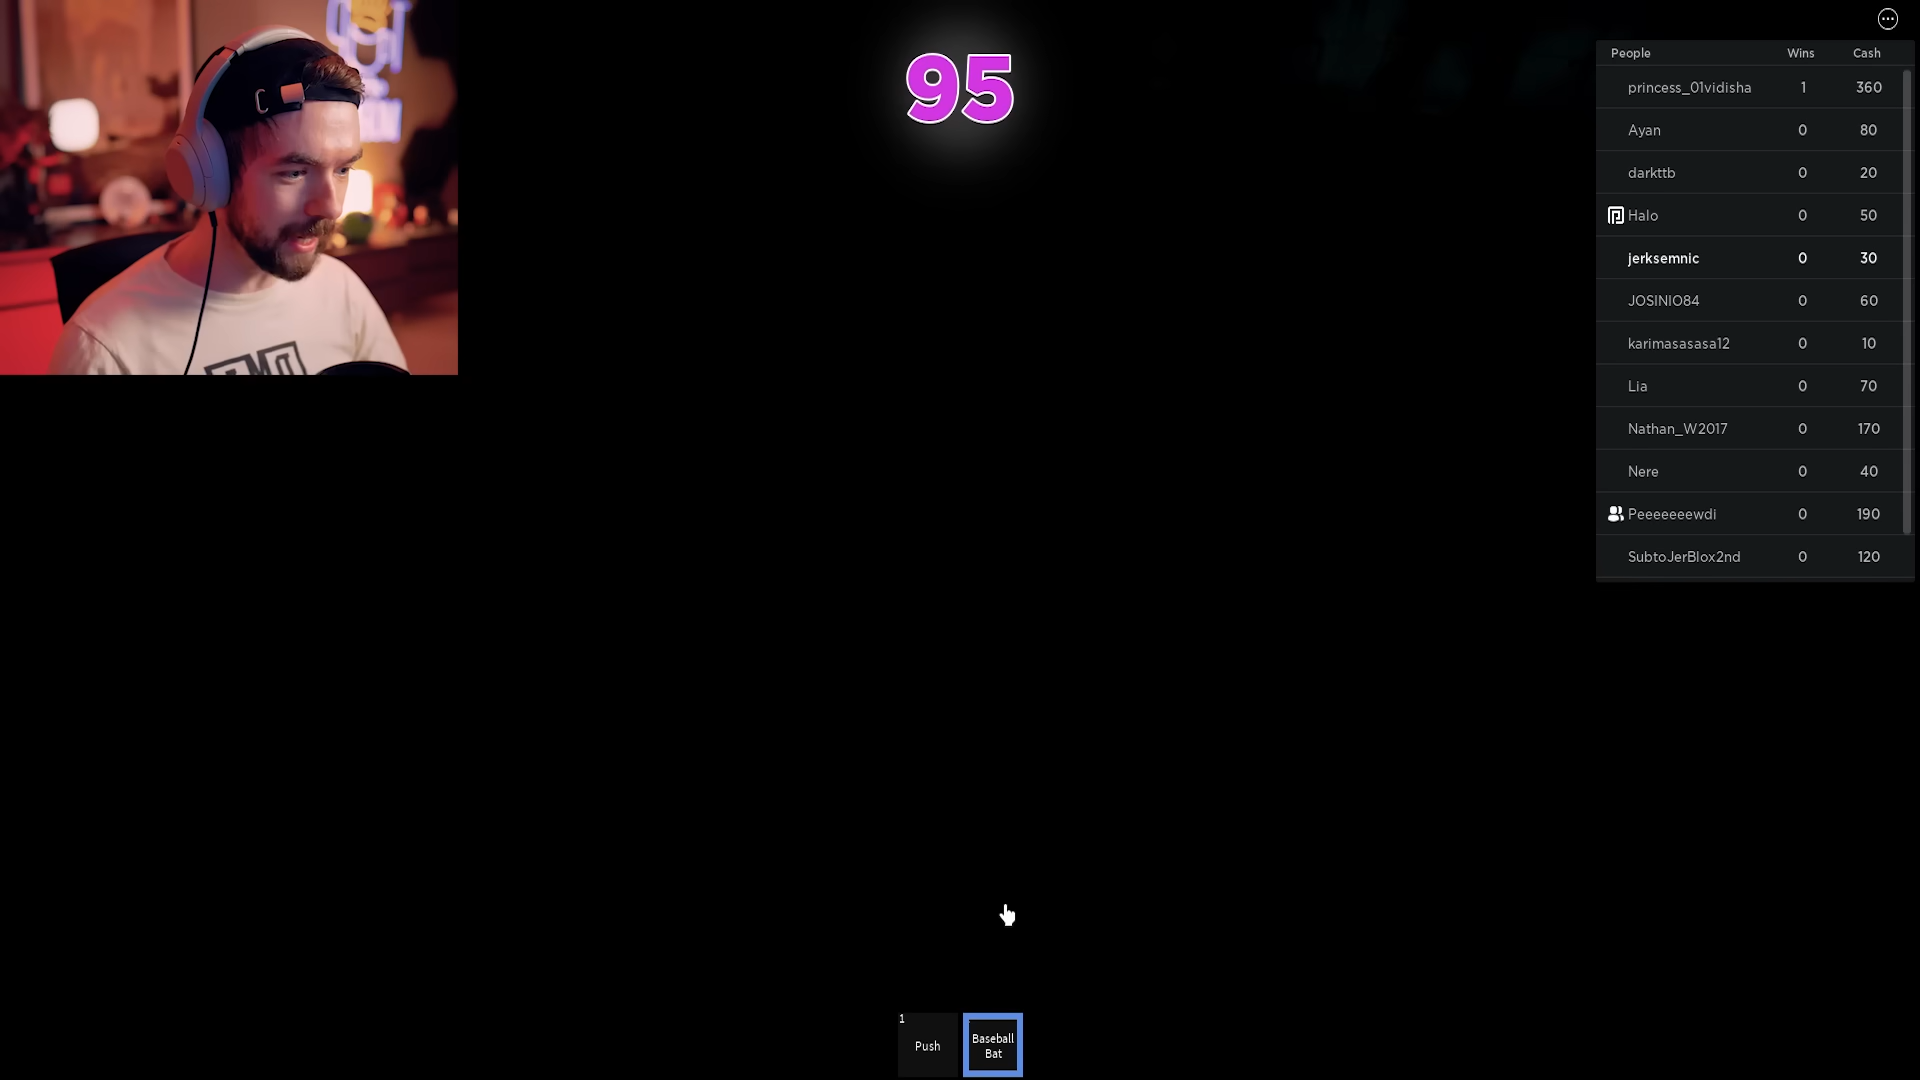 95
People Wins Cash
princess_01vidisha 1 360
Ayan 0 80
darkttb 0 20
Halo 0 50
jerksemnic 0 30
JOSINIO84 0 60
karimasasasa12 0 10
Lia 0 70
Nathan_W2017 0 170
Nere 0 40
Peeeeeeewdi 0 190
SubtoJerBlox2nd 0 120
1
Push
Baseball
Bat